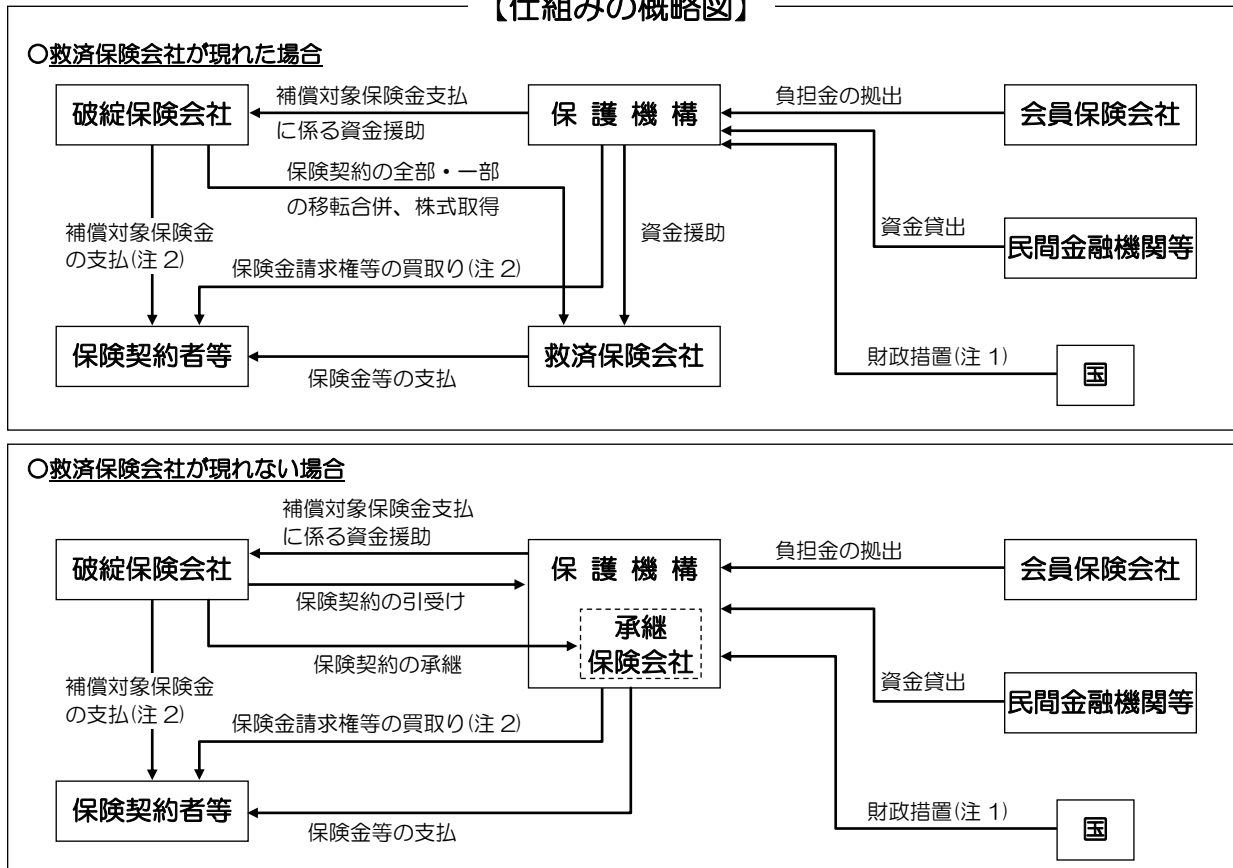 【仕組みの概略図】
○救済保険会社が現れた場合
破綻保険会社
補償対象保険金支払
に係る資金援助
保護機構
負担金の拠出
会員保険会社
保険契約の全部・一部
の移転合併、株式取得
補償対象保険金
の支払(注2)
資金援助
資金貸出
民間金融機関等
保険金請求権等の買取り(注2)
保険契約者等
保険金等の支払
救済保険会社
財政措置(注1)
国
○救済保険会社が現れない場合
補償対象保険金支払
に係る資金援助
破綻保険会社
保護機構
負担金の拠出
会員保険会社
保険契約の引受け
承継
保険会社
保険契約の承継
補償対象保険金
の支払(注2)
資金貸出
民間金融機関等
保険金請求権等の買取り(注2)
保険契約者等
保険金等の支払
財政措置(注1)
国